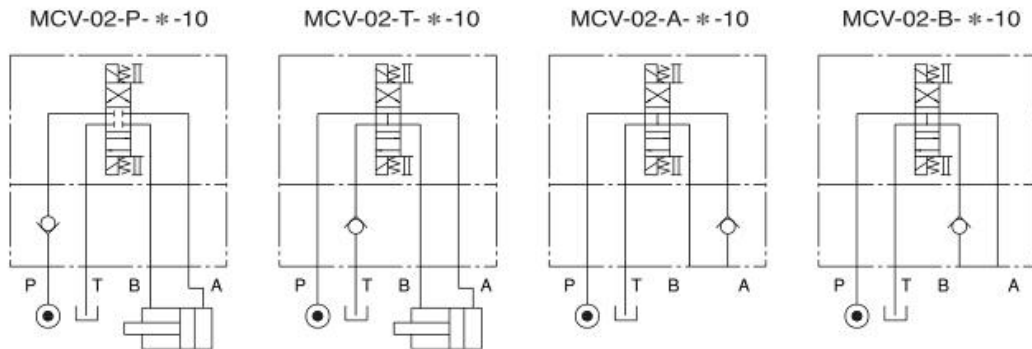 MCV-02-P-＊-10 MCV-02-T-＊-10 MCV-02-A-＊-10 MCV-02-B-＊-10
P T B A P T B A P T B A P T B A